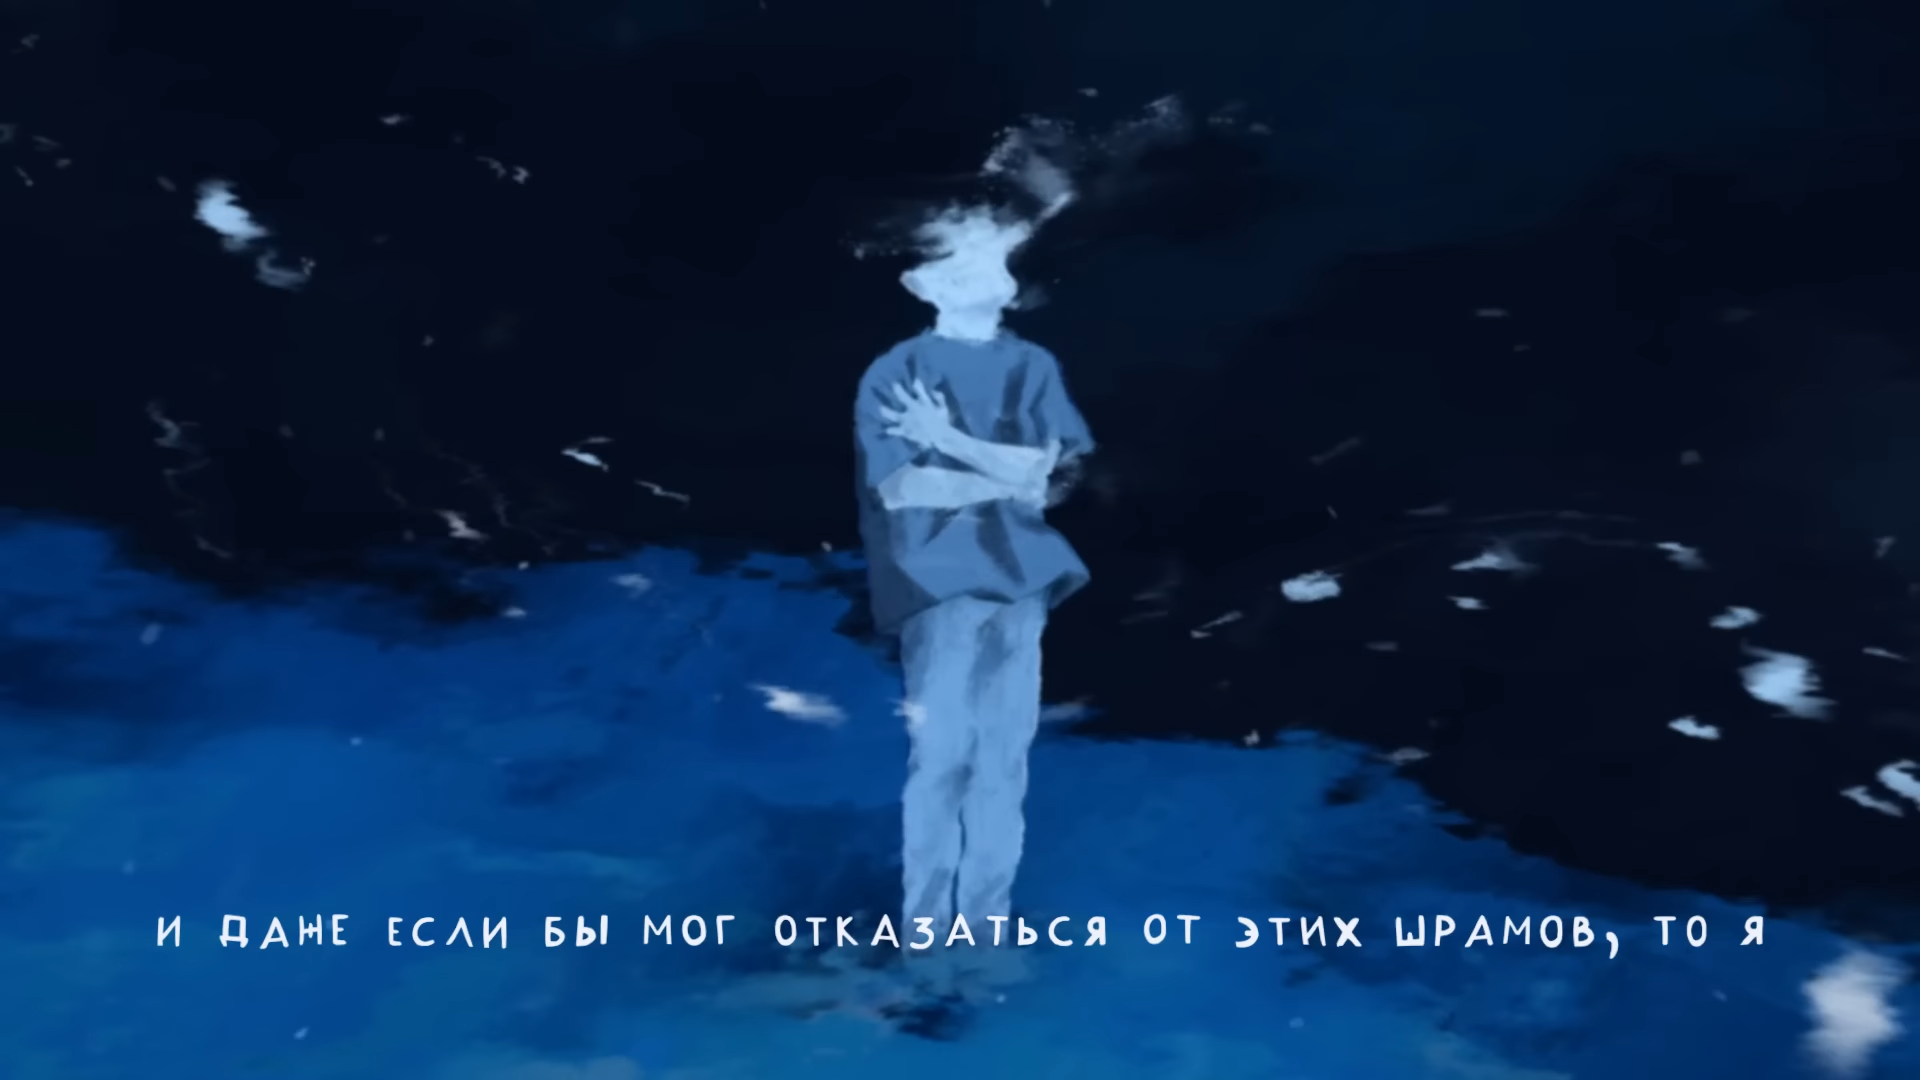 И ДАЖЕ ЕСЛИ БЫ МОГ ОТКАЗАТЬСЯ ОТ ЭТИХ ШРАМОВ, ТО Я